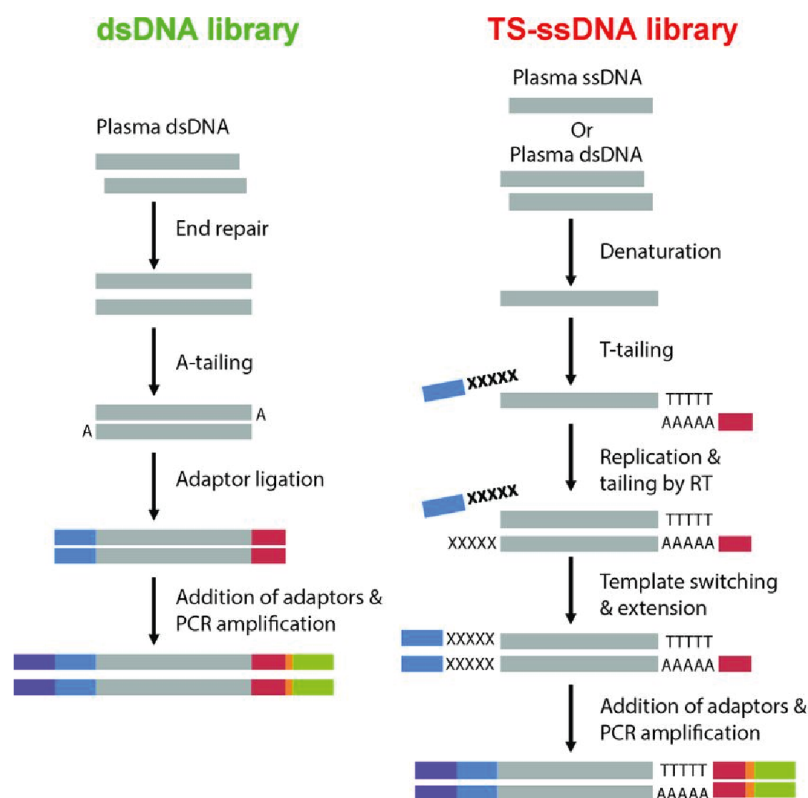 dsDNA library
Plasma dsDNA
End repair
A-tailing
A
A
Adaptor ligation
Addition of adaptors &
PCR amplification
TS-ssDNA library
Plasma ssDNA
Or
Plasma dsDNA
Denaturation
T-tailing
XXXXX
TTTTT
AAAAA
Replication &
tailing by RT
XXXXX
TTTTT
XXXXX AAAAA
Template switching
& extension
XXXXX TTTTT
XXXXX AAAAA
Addition of adaptors &
PCR amplification
TTTTT
AAAAA